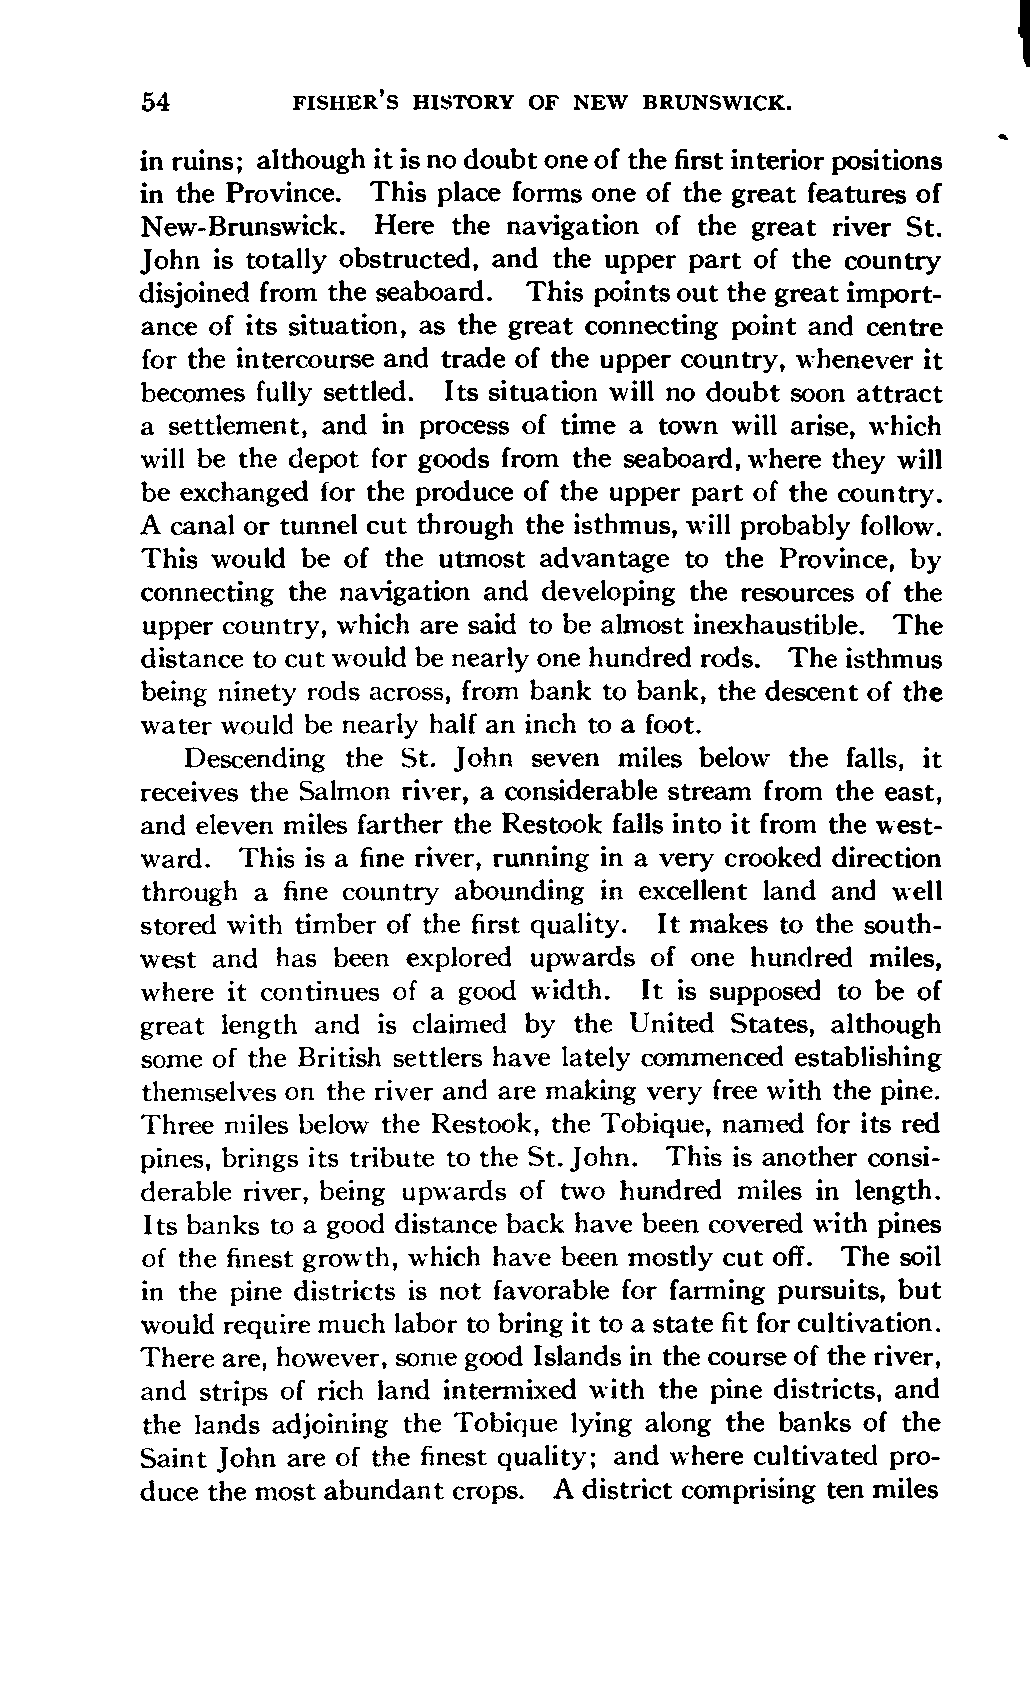 54 FISHER'S HISTORY OF NEW BRUNSWICK.
in ruins; although it is no doubt one of the first interior positions
in the Province. This place forms one of the great features of
New-Brunswick. Here the navigation of the great river St.
John is totally obstructed, and the upper part of the country
disjoined from the seaboard. This points out the great import-
ance of its situation, as the great connecting point and centre
for the intercourse and trade of the upper country, whenever it
becomes fully settled. Its situation will no doubt soon attract
a settlement, and in process of time a town will arise, which
will be the depot for goods from the seaboard, where they will
be exchanged for the produce of the upper part of the country.
A canal or tunnel cut through the isthmus, will probably follow.
This would be of the utmost advantage to the Province, by
connecting the navigation and developing the resources of the
upper country, which are said to be almost inexhaustible. The
distance to cut would be nearly one hundred rods. The isthmus
being ninety rods across, from bank to bank, the descent of the
water would be nearly half an inch to a foot.
Descending the St. John seven miles below the falls, it
receives the Salmon river, a considerable stream from the east,
and eleven miles farther the Restook falls into it from the west-
ward. This is a fine river, running in a very crooked direction
through a fine country abounding in excellent land and well
stored with timber of the first quality. It makes to the south-
west and has been explored upwards of one hundred miles,
where it continues of a good width. It is supposed to be of
great length and is claimed by the United States, although
some of the British settlers have lately commenced establishing
themselves on the river and are making very free with the pine.
Three miles below the Restook, the Tobique, named for its red
pines, brings its tribute to the St. John. This is another consi-
derable river, being upwards of two hundred miles in length.
Its banks to a good distance back have been covered with pines
of the finest growth, which have been mostly cut off. The soil
in the pine districts is not favorable for farming pursuits, but
would require much labor to bring it to a state fit for cultivation.
There are, however, some good Islands in the course of the river,
and strips of rich land intermixed with the pine districts, and
the lands adjoining the Tobique lying along the banks of the
Saint John are of the finest quality; and where cultivated pro-
duce the most abundant crops. A district comprising ten miles